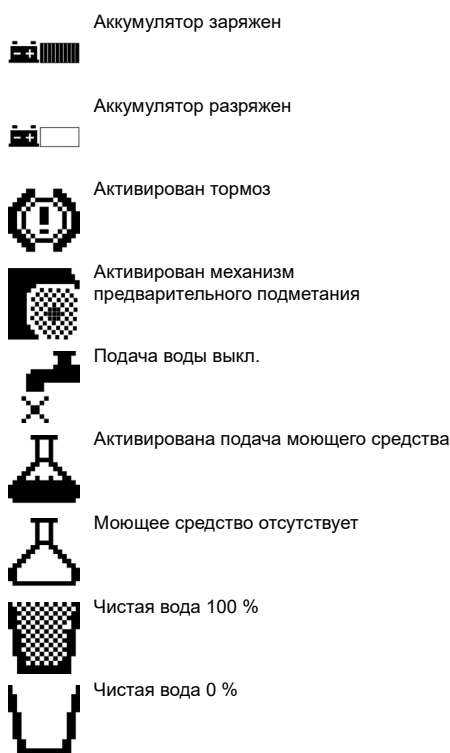 Аккумулятор заряжен
Аккумулятор разряжен
Активирован тормоз
Активирован механизм
предварительного подметания
Подача воды выкл.
Активирована подача моющего средства
Моющее средство отсутствует
Чистая вода 100 %
Чистая вода 0 %